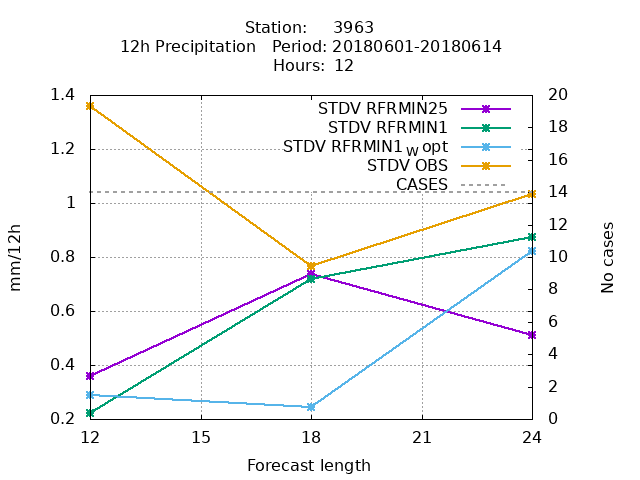 Station: 3963
12h Precipitation Period: 20180601-20180614
Hours: 12
STDV RFRMIN25
STDV RFRMIN1
STDV RFRMIN1 W opt
STDV OBS
CASES
mm/12h
1.4
1.2
1
0.8
0.6
0.4
0.2
20
18
16
14
12
10
8
6
4
2
0
No cases
12 15 18 21 24
Forecast length